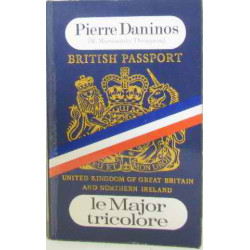 Pierre Daninos
BRITISH PASSPORT
UNITED KINGDOM OF GREAT BRITAIN
AND NORTHERN IRELAND
le Major
tricolore